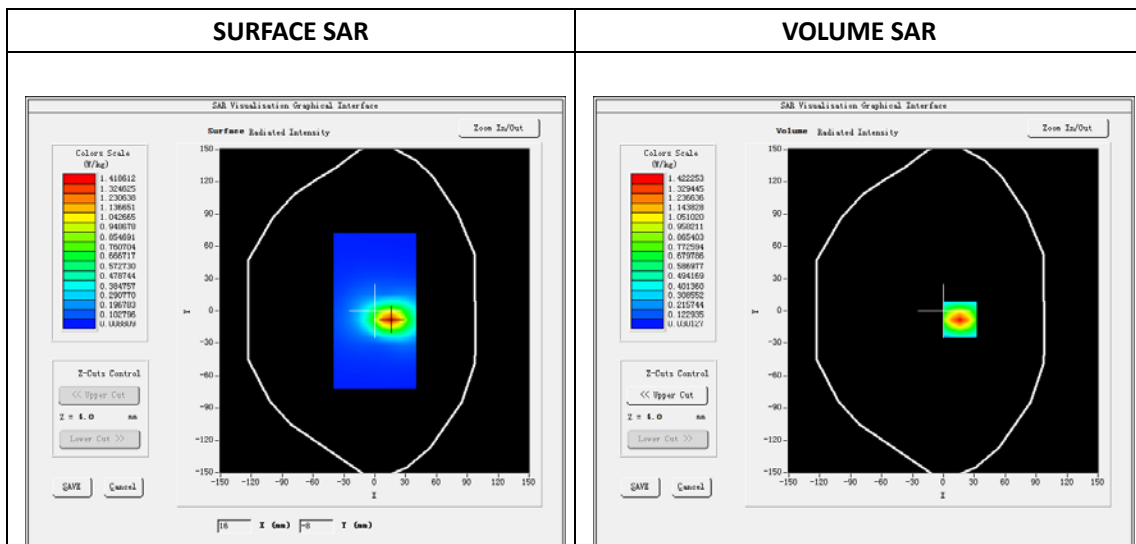 SURFACE SAR
VOLUME SAR
SAR Visualisation Graphical Interface
Surface Radiated Intensity
Zoom In/Out
Colors Scale
(W/kg)
1.418612
1.324625
1.230638
1.136651
1.042665
0.948678
0.854691
0.760704
0.666717
0.572730
0.478744
0.384757
0.290770
0.196783
0.102796
0.008809
Z-Cuts Control
<< Upper Cut
Z = 4.0 mm
Lower Cut >>
SAVE Cancel
150
120
90
60
30
0
-30
-60
-90
-120
-150
Y
-150 -120 -90 -60 -30 0 30 60 90 120 150
X
16 X (mm) -8 Y (mm)
SAR Visualisation Graphical Interface
Volume Radiated Intensity
Zoom In/Out
Colors Scale
(W/kg)
1.422253
1.329445
1.236636
1.143828
1.051020
0.958211
0.865403
0.772594
0.679786
0.586977
0.494169
0.401360
0.308552
0.215744
0.122935
0.030127
Z-Cuts Control
<< Upper Cut
Z = 4.0 mm
Lower Cut >>
SAVE Cancel
150
120
90
60
30
0
-30
-60
-90
-120
-150
Y
-150 -120 -90 -60 -30 0 30 60 90 120 150
X